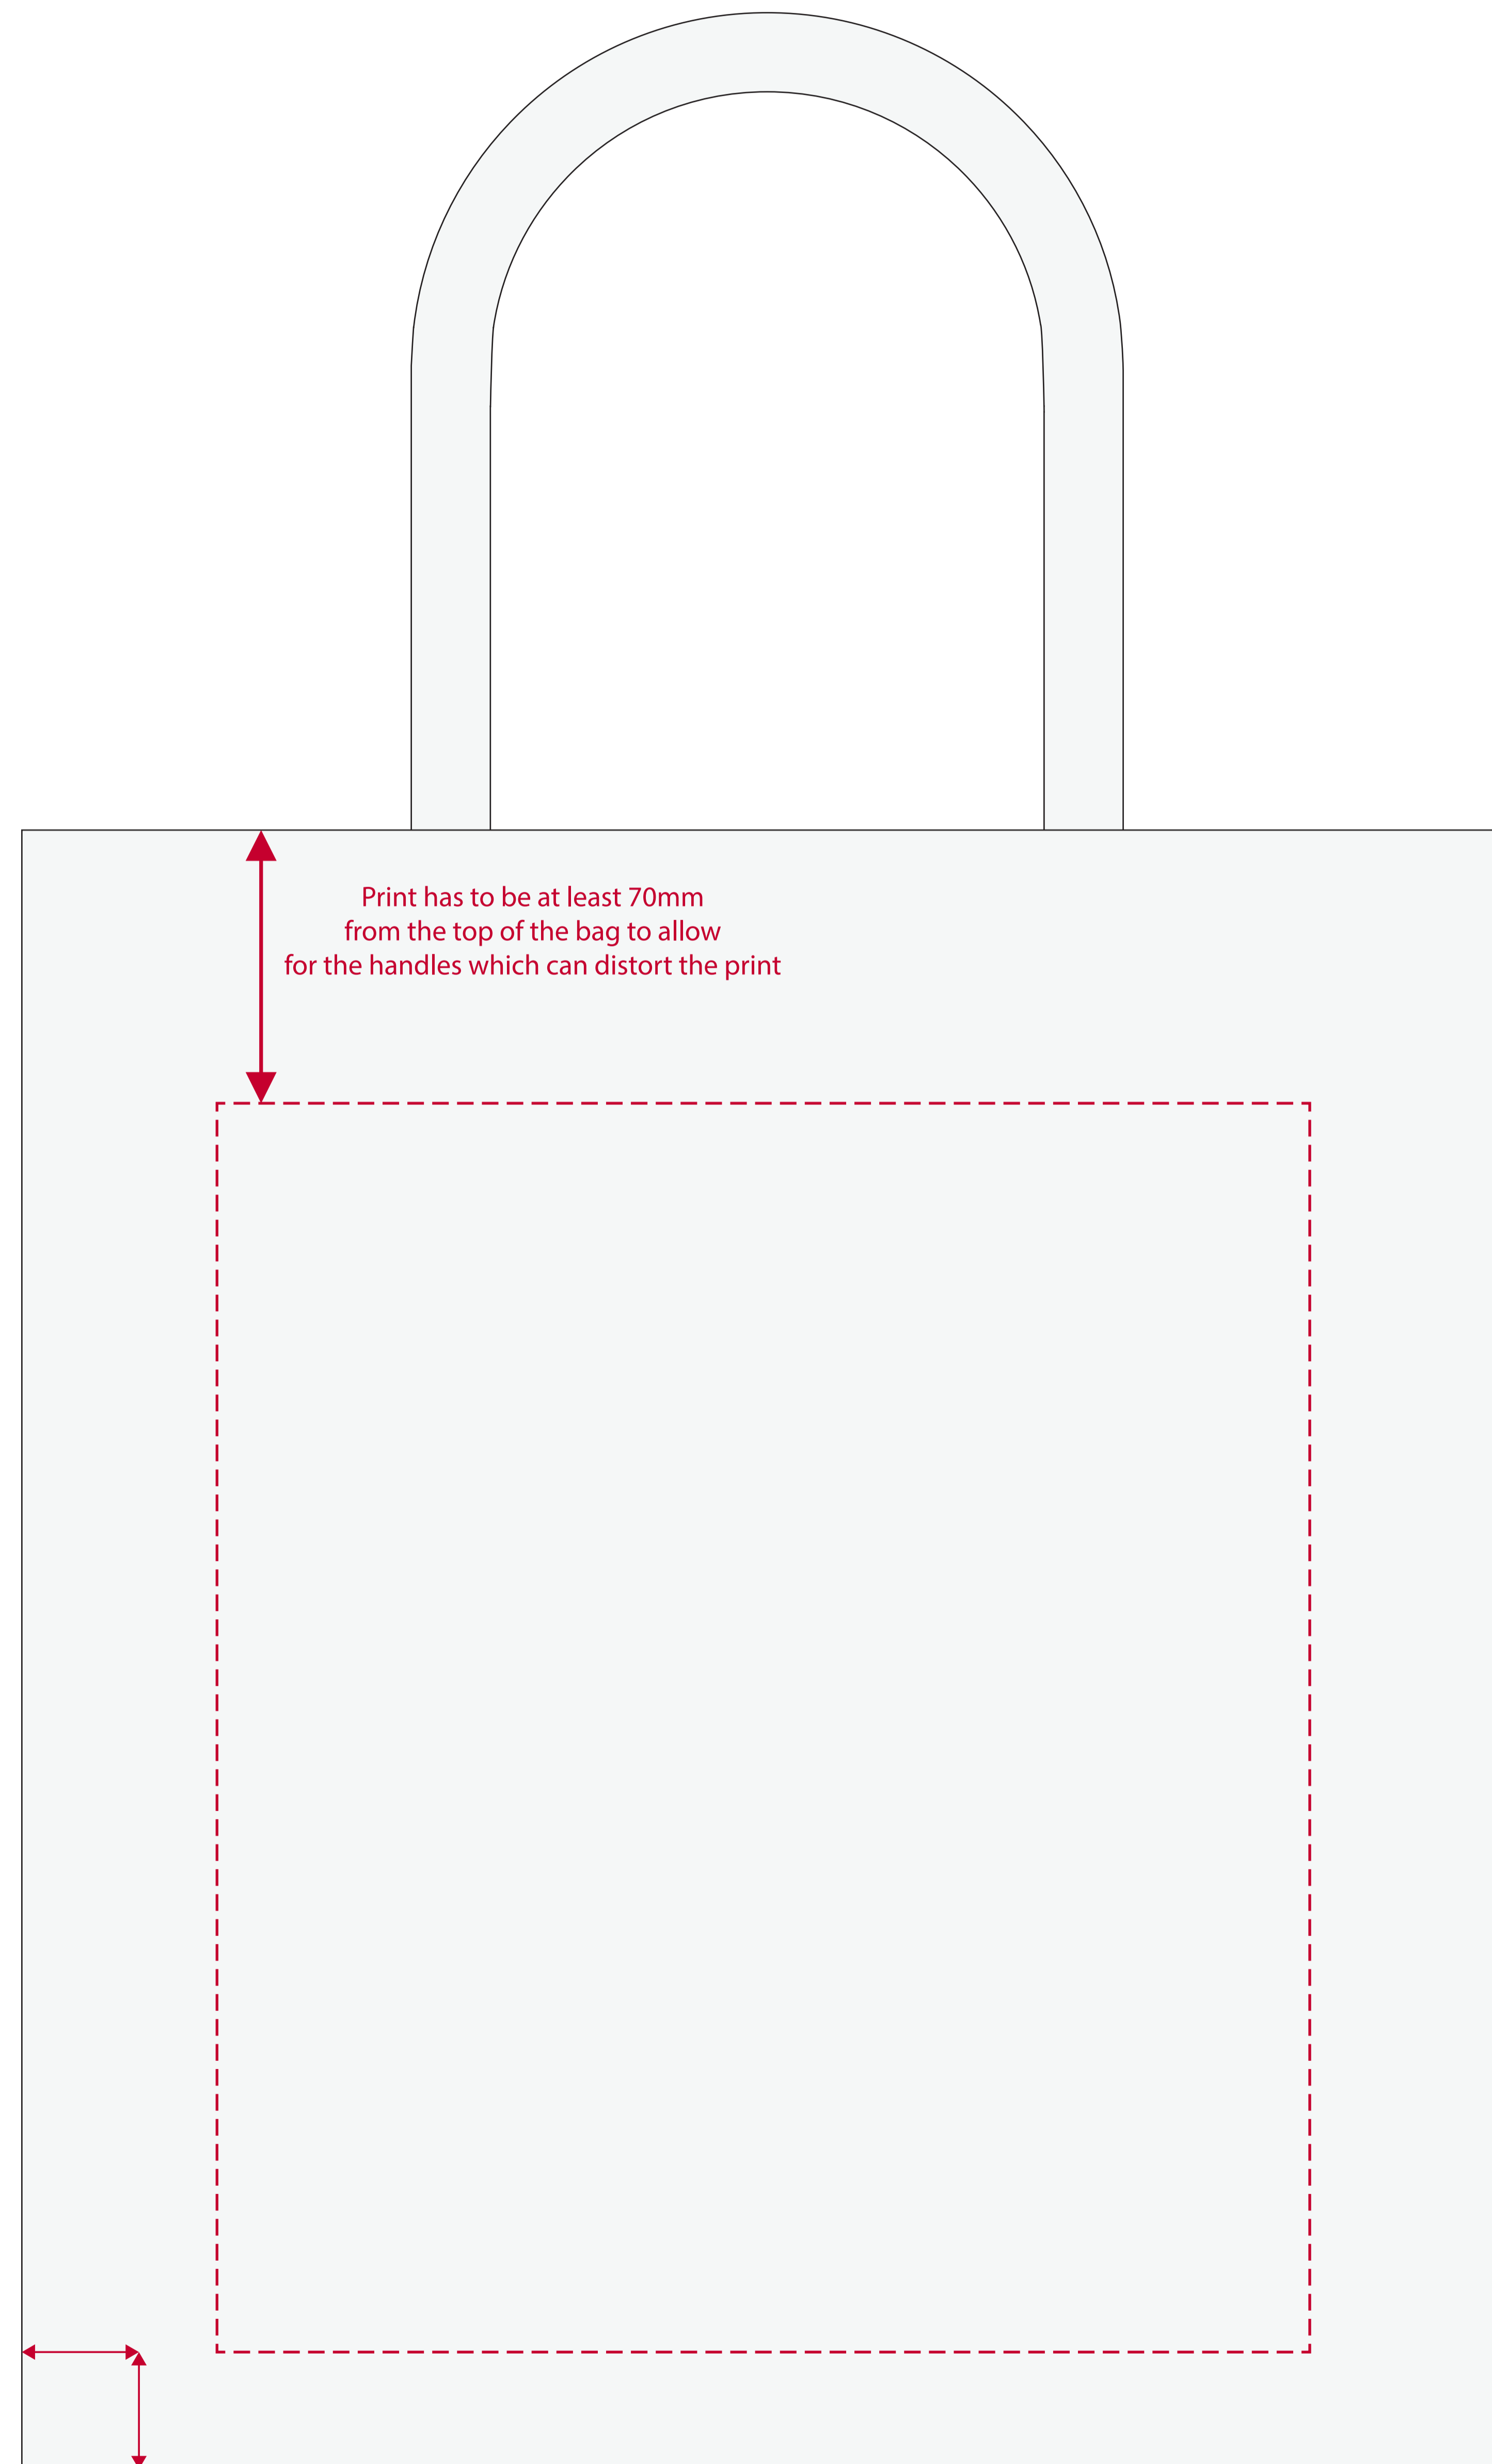 Print has to be at least 70mm
from the top of the bag to allow
for the handles which can distort the print